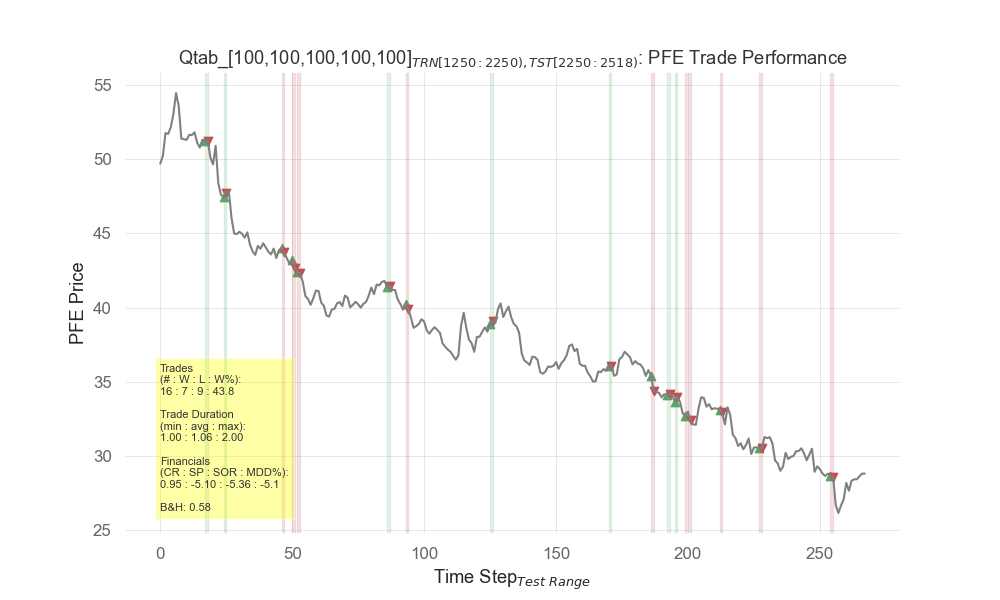 Qtab_[100,100,100,100,100]TRN[1250:2250),TST[2250:2518): PFE Trade Performance
55
50
45
40
35
30
25
PFE Price
Trades
(# : W : L : W%):
16 : 7 : 9 : 43.8
Trade Duration
(min : avg : max):
1.00 : 1.06 : 2.00
Financials
(CR : SP : SOR : MDD%):
0.95 : -5.10 : -5.36 : -5.1
B&H: 0.58
0 50 100 150 200 250
Time StepTest Range